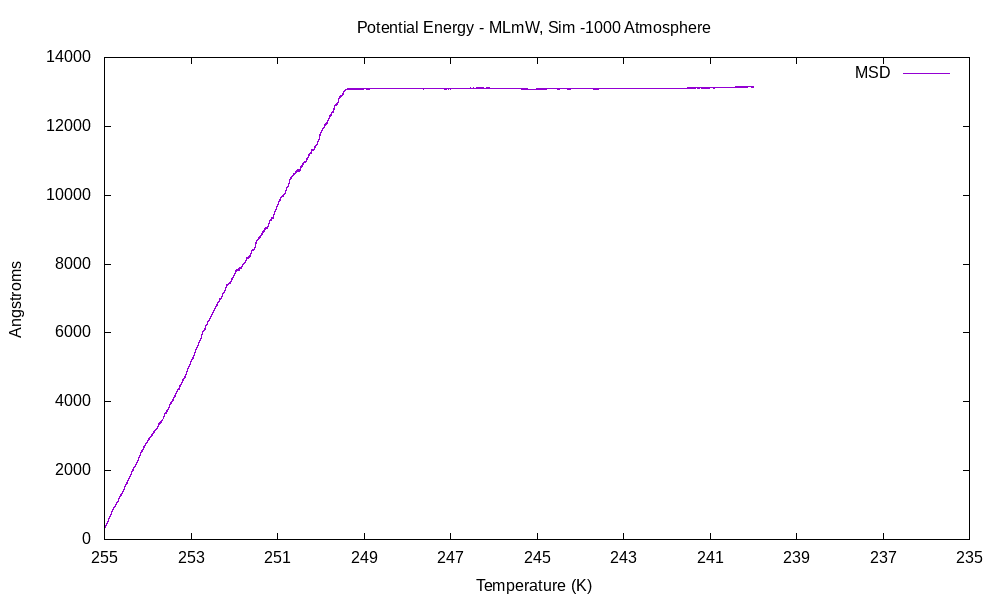 Potential Energy - MLmW, Sim -1000 Atmosphere
MSD
14000
12000
10000
8000
6000
4000
2000
0
Angstroms
255 253 251 249 247 245 243 241 239 237 235
Temperature (K)